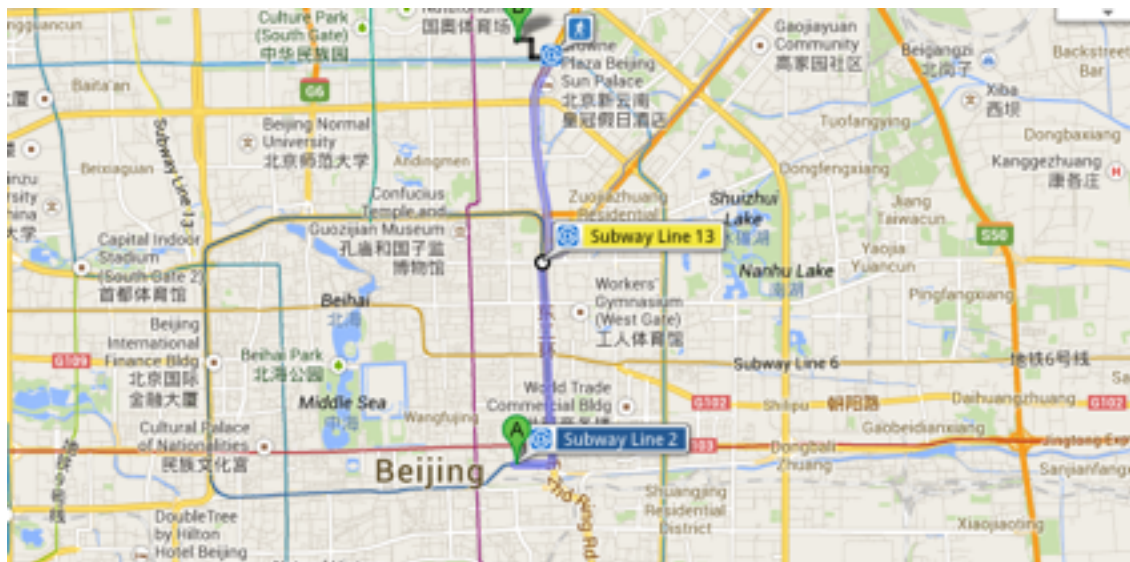 Culture Park
(South Gate)
中华民族园
国奥体育场
B
Gaojiayuan
Community
高家园社区
Beigangzi
北岗子
Backstreet
Bar
Plaza Beijing
Sun Palace
北京新云南
皇冠假日酒店
Baita'an
G6
Xiba
西坝
Tuofangying
Dongbaxiang
Subway Line 13
Beijing Normal
University
北京师范大学
Andingmen
Beixiaguan
Dongfengxiang
Kanggezhuang
康各庄
H
Confucius
Temple and
Guozijian Museum
孔庙和国子监
博物馆
Zuojiazhuang
Residential
Shuizhui
Lake
Jiang
Taiwacun
大学
Capital Indoor
Stadium
(South Gate 2)
首都体育馆
Subway Line 13
S50
Yaojia
Yuancun
Nanhu Lake
南湖
Pingfangxiang
Beihai
北海
Workers'
Gymnasium
(West Gate)
工人体育馆
Beijing
International
Finance Bldg
北京国际
金融大厦
G109
Beihai Park
北海公园
Subway Line 6
地铁6号线
Middle Sea
中海
Wangfujing
World Trade
Commercial Bldg
G102
Shilipu
朝阳路
Daihuangzhuang
G102
Cultural Palace
of Nationalities
民族文化宫
A
Subway Line 2
103
Gaobeidianxiang
Dongbali
Zhuang
Jingtong Exp
Sanjianfang
Beijing
3rd Ring Rd
Shuangjing
Residential
District
Xiaojiaoting
DoubleTree
by Hilton
Hotel Beijing